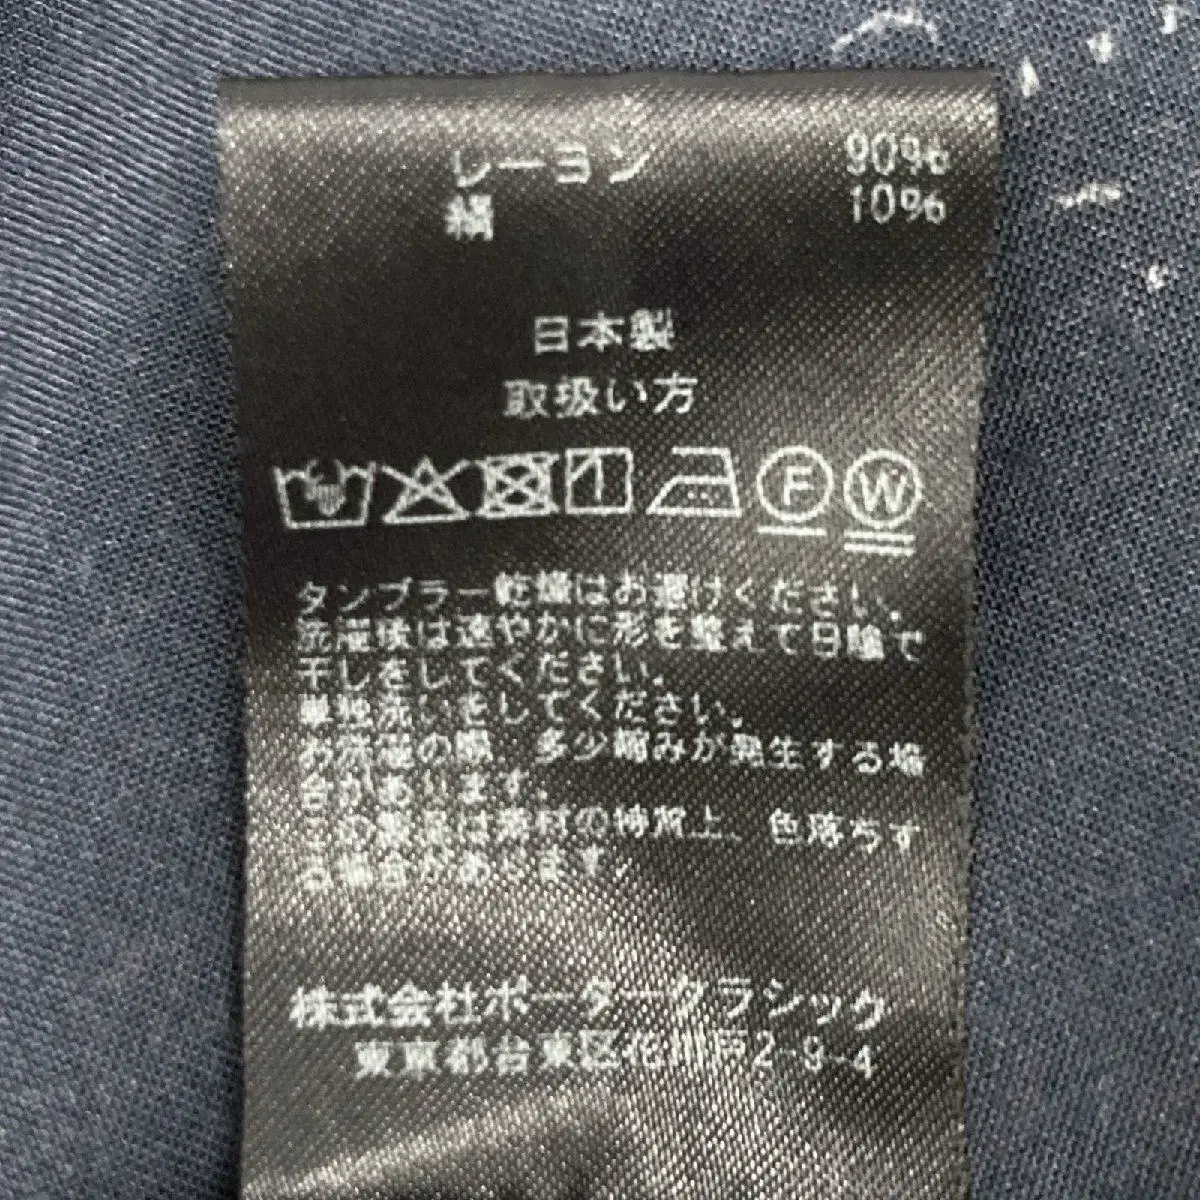 レーヨン 90%
絹 10%
日本製
取扱い方
F W
タンブラー乾燥はお避けください.
洗濯後は速やかに形を整えて日陰で
干しをしてください.
単独洗いをしてください.
お洗濯の際、多少縮みが発生する場
合があります.
この製品は素材の特質上、色落ちす
る場合があります.
株式会社ポータークラシック
東京都台東区花川戸2-9-4